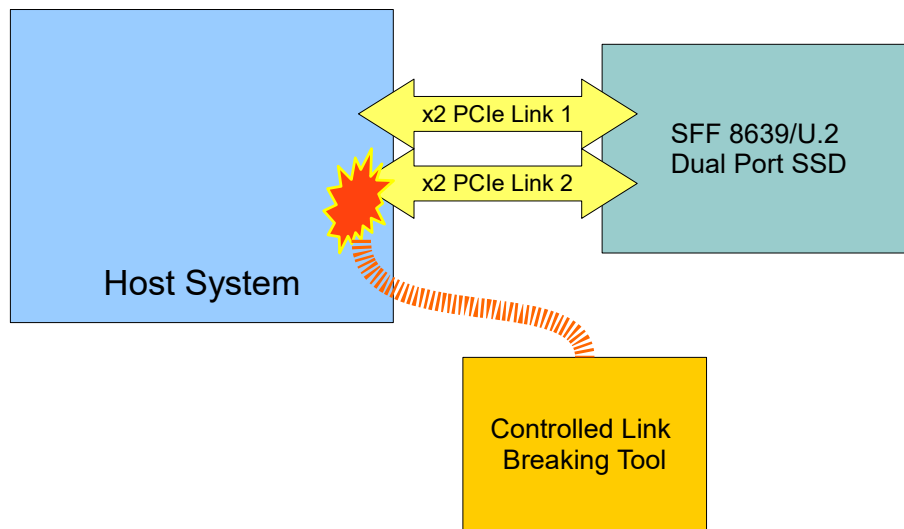 x2 PCIe Link 1
SFF 8639/U.2
Dual Port SSD
x2 PCIe Link 2
Host System
Controlled Link
Breaking Tool